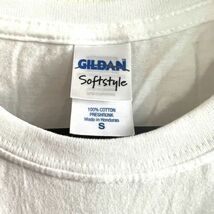 GILDAN
Softstyle
100% COTTON
PRESHRUNK
Made in Honduras
S